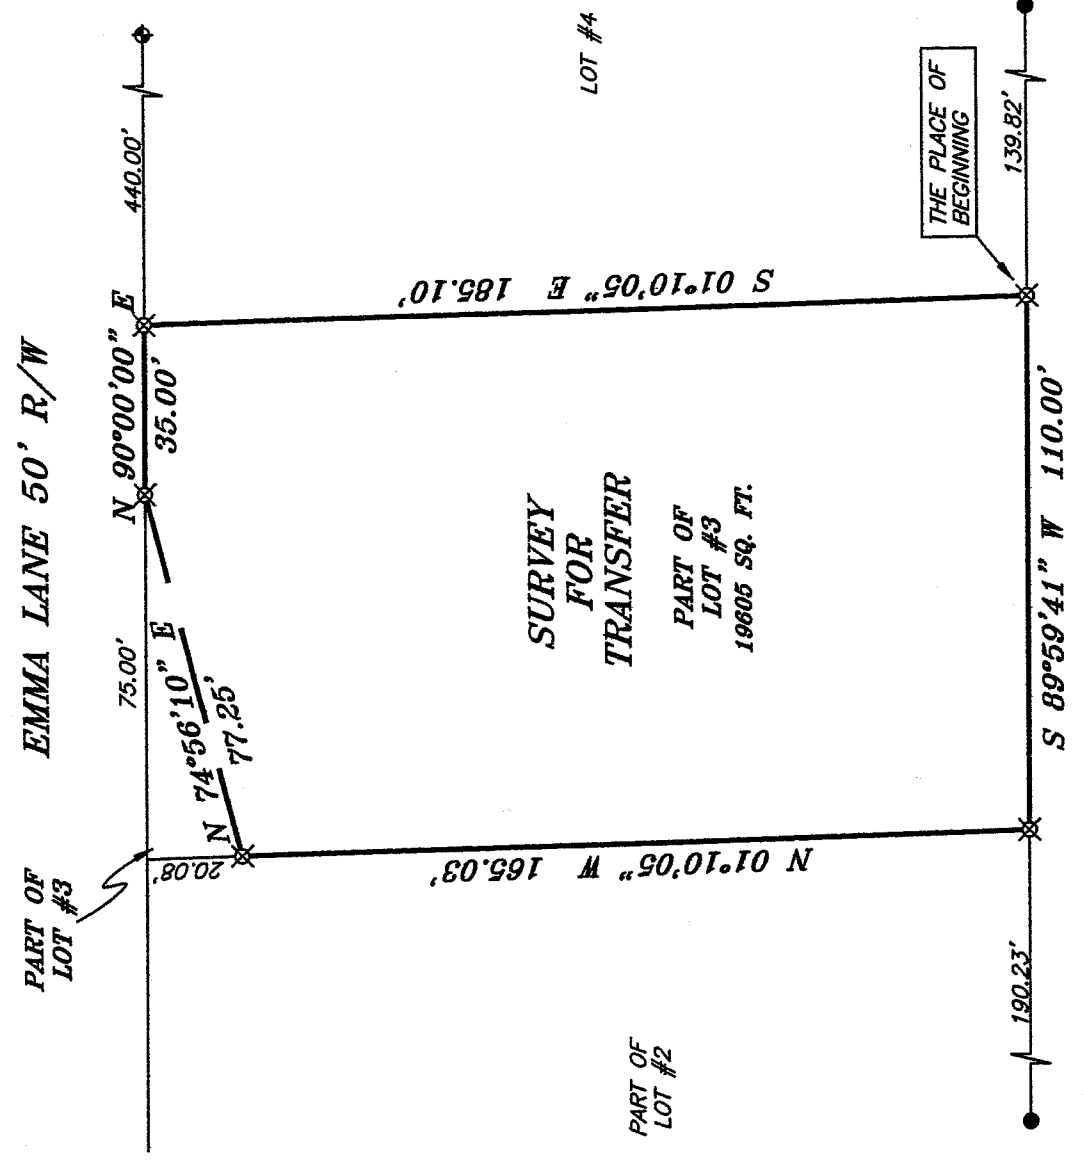 EMMA LANE 50' R/W
PART OF
LOT #3
75.00'
N 90°00'00" E
35.00'
440.00'
20.08'
N 74°56'10" E
77.25'
N 01°10'05" W 165.03'
S 01°10'05" E 185.10'
SURVEY
FOR
TRANSFER
PART OF
LOT #3
19605 SQ. FT.
PART OF
LOT #2
LOT #4
THE PLACE OF
BEGINNING
190.23'
S 89°59'41" W 110.00'
139.82'